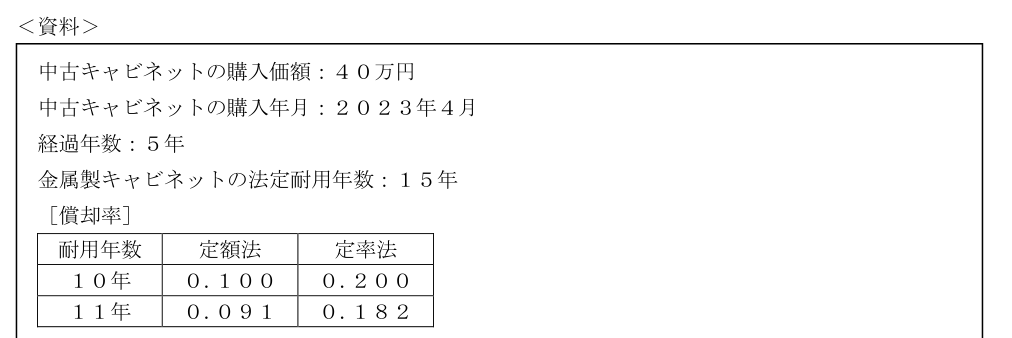 ＜資料＞
中古キャビネットの購入価額：４０万円
中古キャビネットの購入年月：２０２３年４月
経過年数：５年
金属製キャビネットの法定耐用年数：１５年
［償却率］
耐用年数 定額法 定率法
１０年 ０.１００ ０.２００
１１年 ０.０９１ ０.１８２